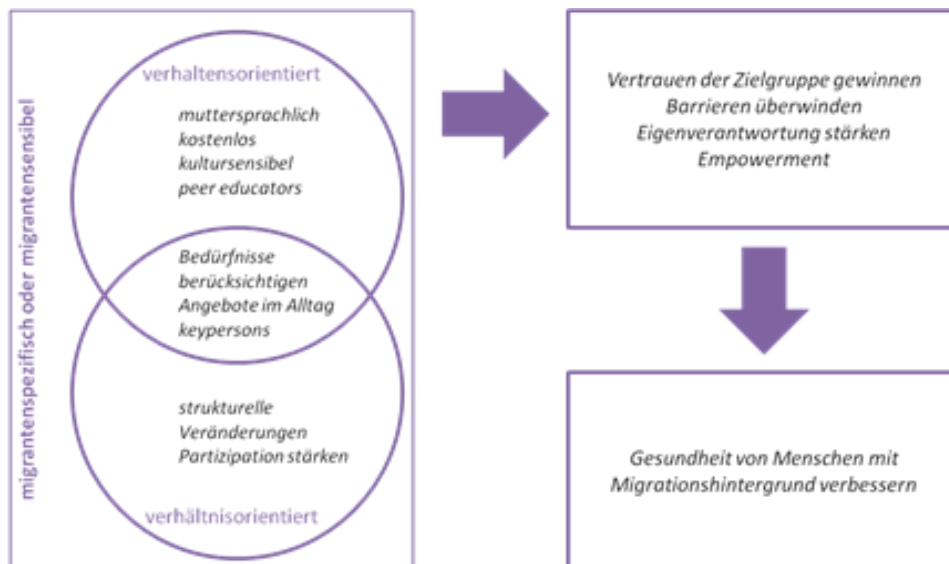 migrantenspezifisch oder migrantensensibel
verhaltensorientiert
muttersprachlich
kostenlos
kultursensibel
peer educators
Bedürfnisse
berücksichtigen
Angebote im Alltag
keypersons
strukturelle
Veränderungen
Partizipation stärken
verhältnisorientiert
Vertrauen der Zielgruppe gewinnen
Barrieren überwinden
Eigenverantwortung stärken
Empowerment
Gesundheit von Menschen mit
Migrationshintergrund verbessern